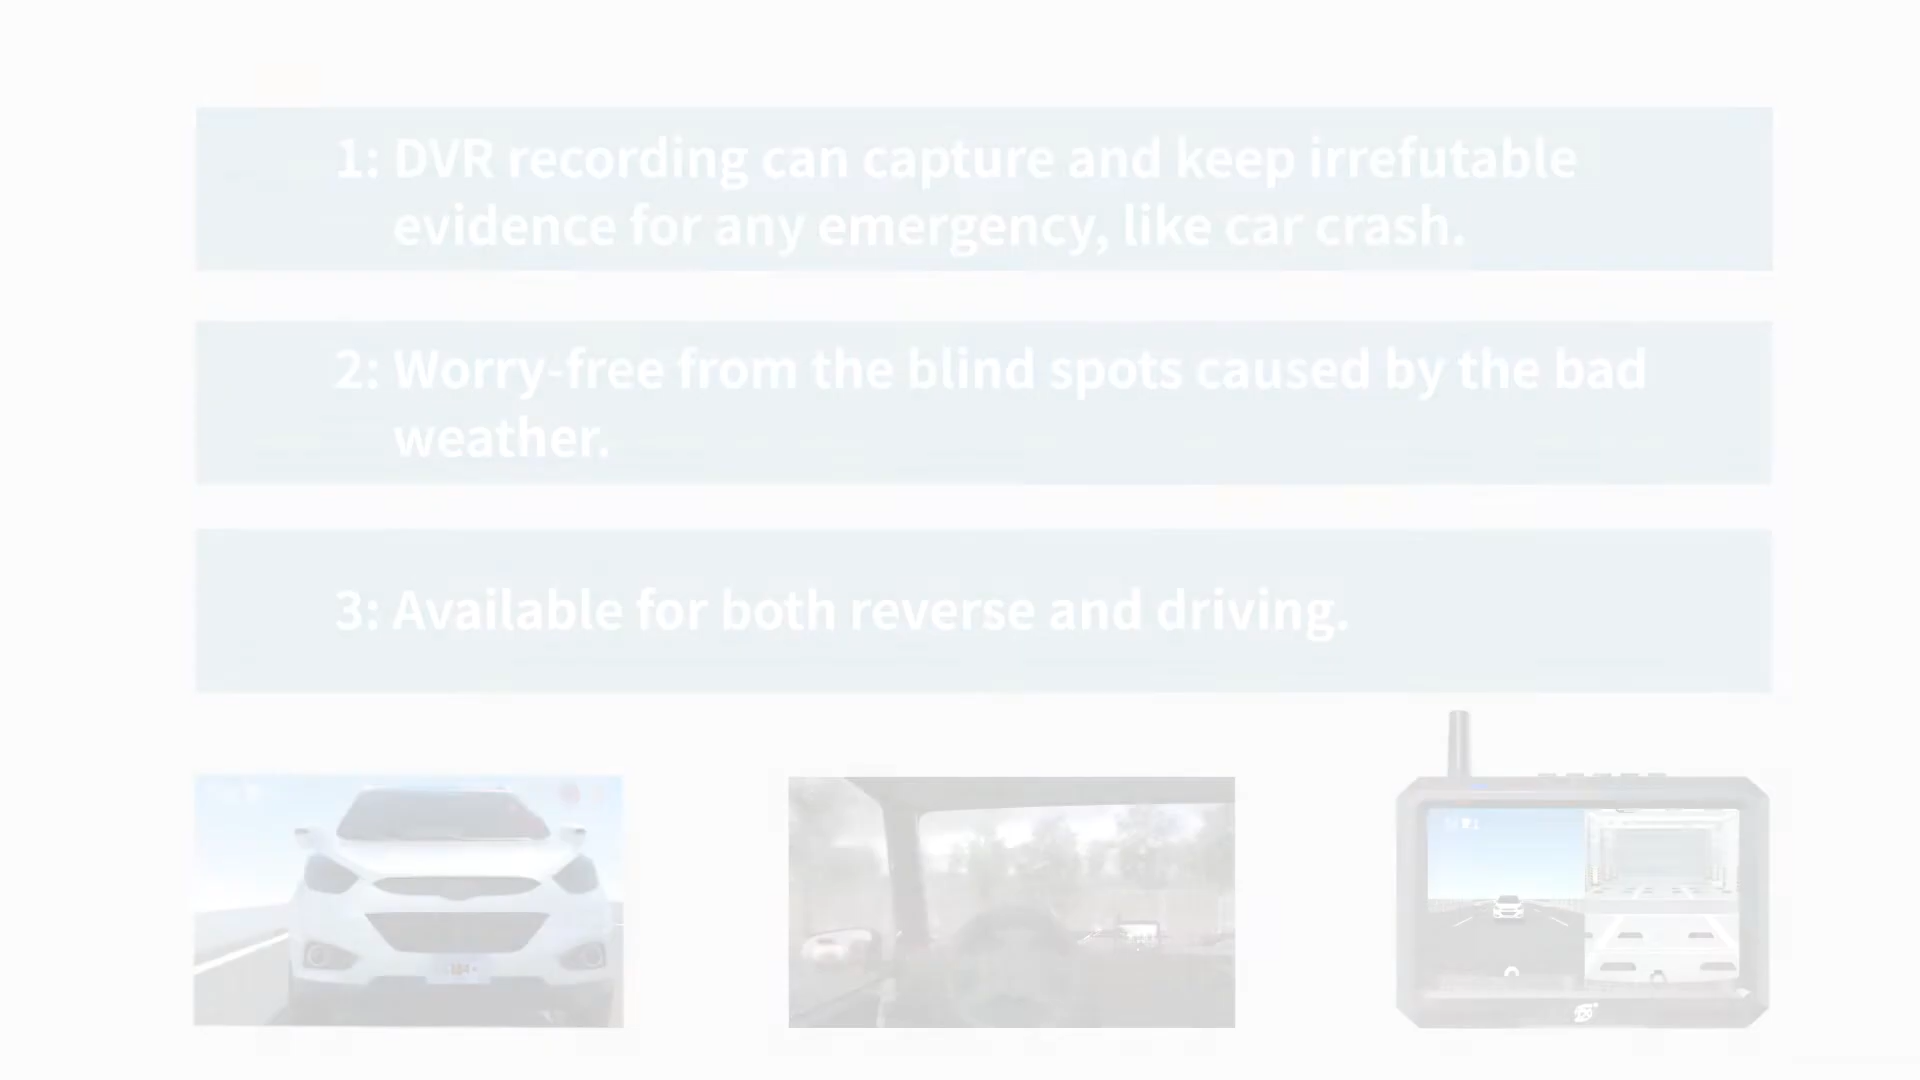 1: DVR recording can capture and keep irrefutable
evidence for any emergency, like car crash.
2: Worry-free from the blind spots caused by the bad
weather.
3: Available for both reverse and driving.